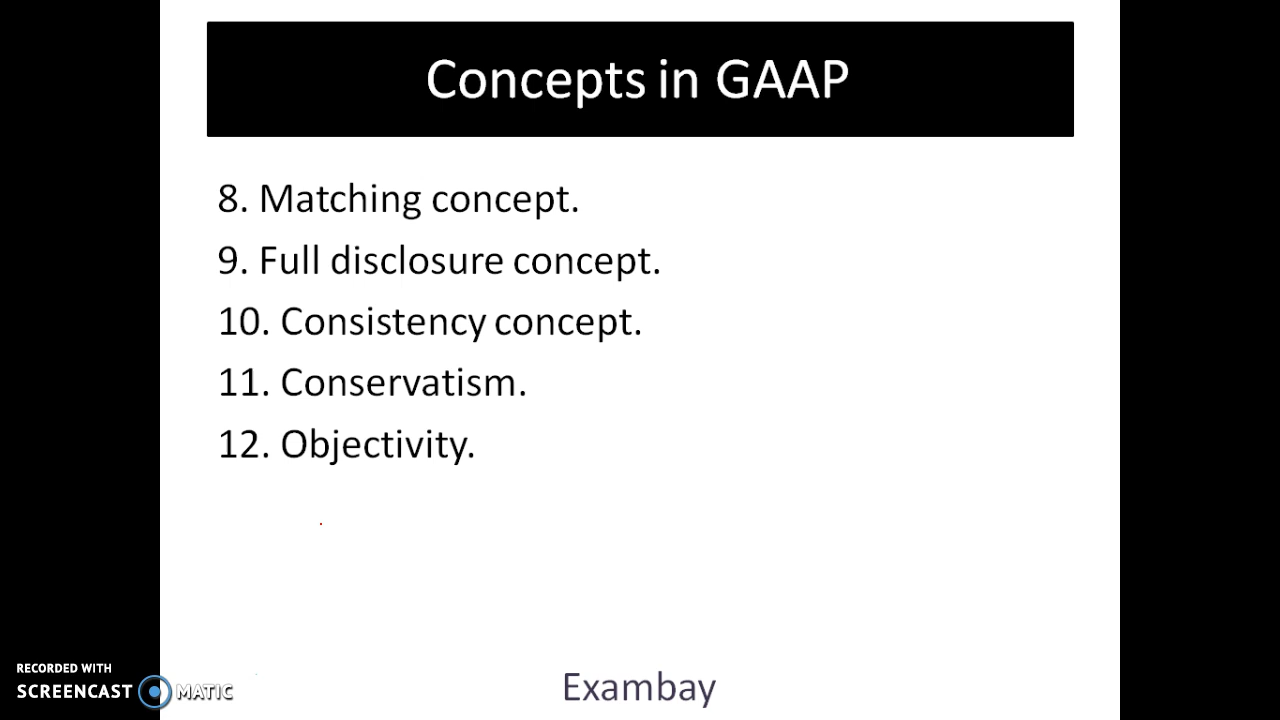 Concepts in GAAP
8. Matching concept.
9. Full disclosure concept.
10. Consistency concept.
11. Conservatism.
12. Objectivity.
RECORDED WITH
SCREENCAST MATIC
Exambay